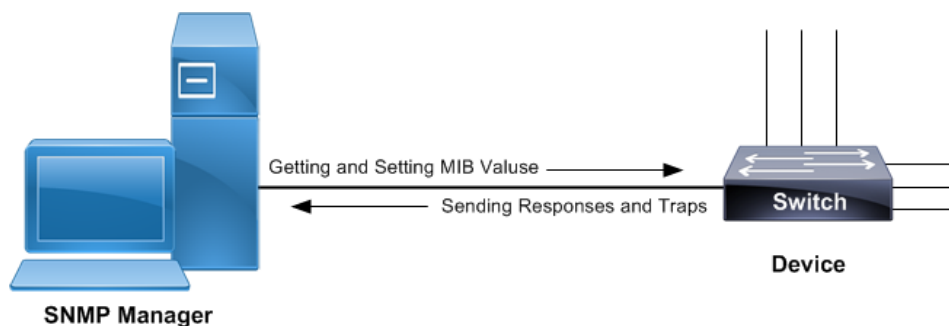 Getting and Setting MIB Valuse
Sending Responses and Traps
Switch
Device
SNMP Manager